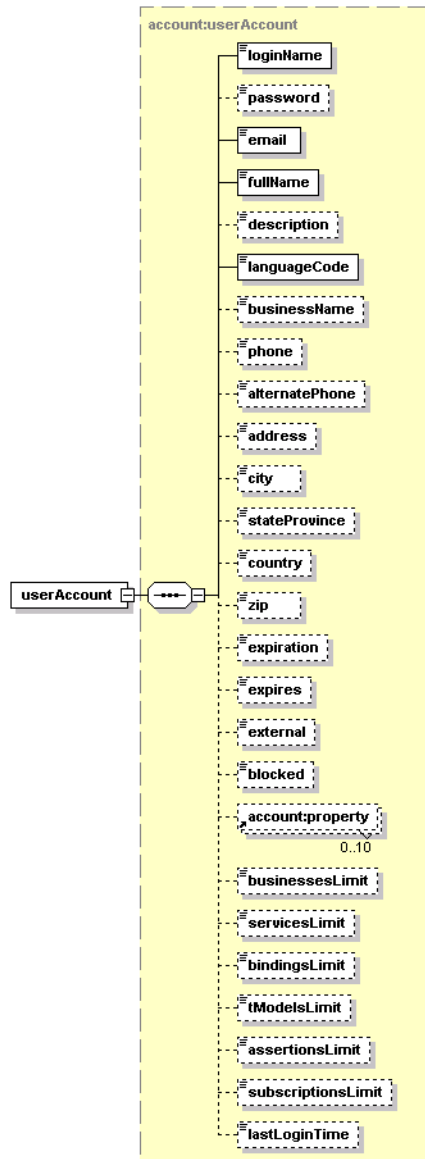 account:userAccount
loginName
password
email
fullName
description
languageCode
businessName
phone
alternatePhone
address
city
stateProvince
country
userAccount
zip
expiration
expires
external
blocked
account:property
0..10
businessesLimit
servicesLimit
bindingsLimit
tModelsLimit
assertionsLimit
subscriptionsLimit
lastLoginTime